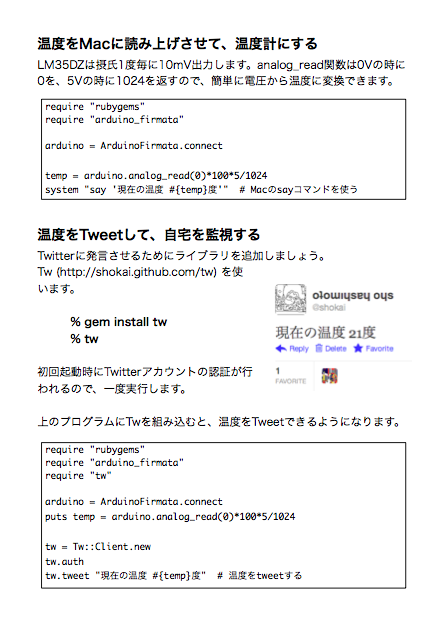 温度をMacに読み上げさせて、温度計にする
LM35DZは摂氏1度毎に10mV出力します。analog_read関数は0Vの時に
0を、5Vの時に1024を返すので、簡単に電圧から温度に変換できます。
require "rubygems"
require "arduino_firmata"
arduino = ArduinoFirmata.connect
temp = arduino.analog_read(0)*100*5/1024
system "say '現在の温度 #{temp}度'" # Macのsayコマンドを使う
温度をTweetして、自宅を監視する
Twitterに発言させるためにライブラリを追加しましょう。
Tw (http://shokai.github.com/tw) を使
います。
% gem install tw
% tw
初回起動時にTwitterアカウントの認証が行
われるので、一度実行します。
oɥs oʇoɯıɥsɐɥ
@shokai
現在の温度 21度
Reply Delete Favorite
1
FAVORITE
上のプログラムにTwを組み込むと、温度をTweetできるようになります。
require "rubygems"
require "arduino_firmata"
require "tw"
arduino = ArduinoFirmata.connect
puts temp = arduino.analog_read(0)*100*5/1024
tw = Tw::Client.new
tw.auth
tw.tweet "現在の温度 #{temp}度" # 温度をtweetする